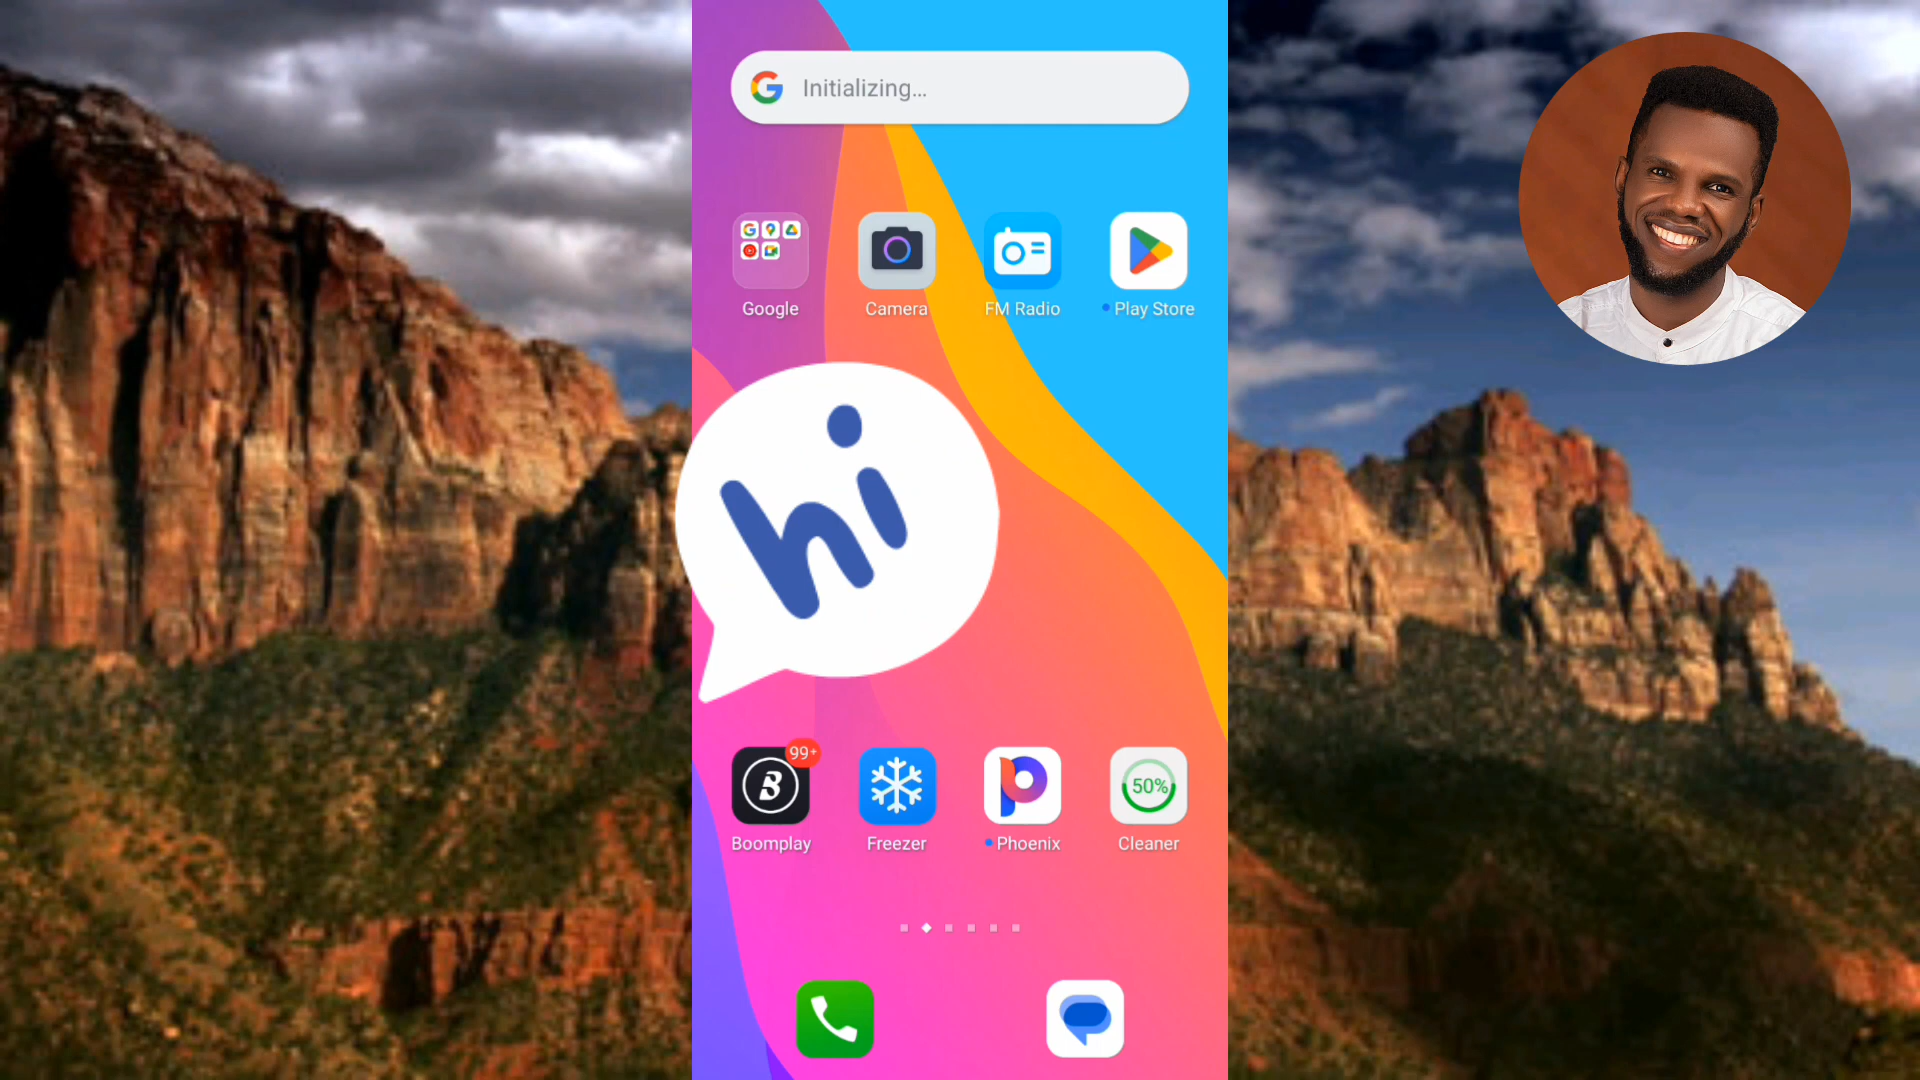 Initializing...
Google
Camera
FM Radio
Play Store
hi
99+
B
50%
Boomplay
Freezer
Phoenix
Cleaner